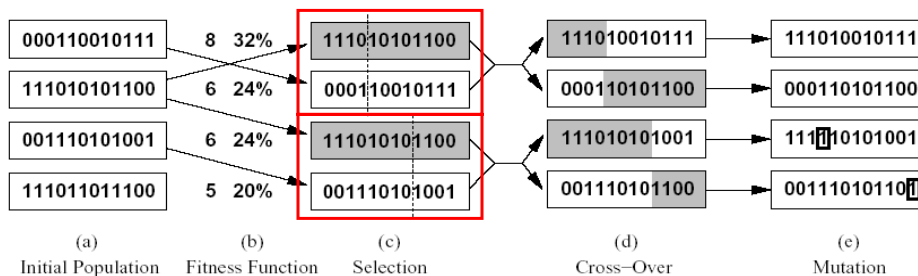 000110010111 8 32% 111010101100 111010010111 111010010111
111010101100 6 24% 000110010111 000110101100 000110101100
001110101001 6 24% 111010101100 111010101001 111110101001
111011011100 5 20% 001110101001 001110101100 001110101101
(a) (b) (c) (d) (e)
Initial Population Fitness Function Selection Cross−Over Mutation